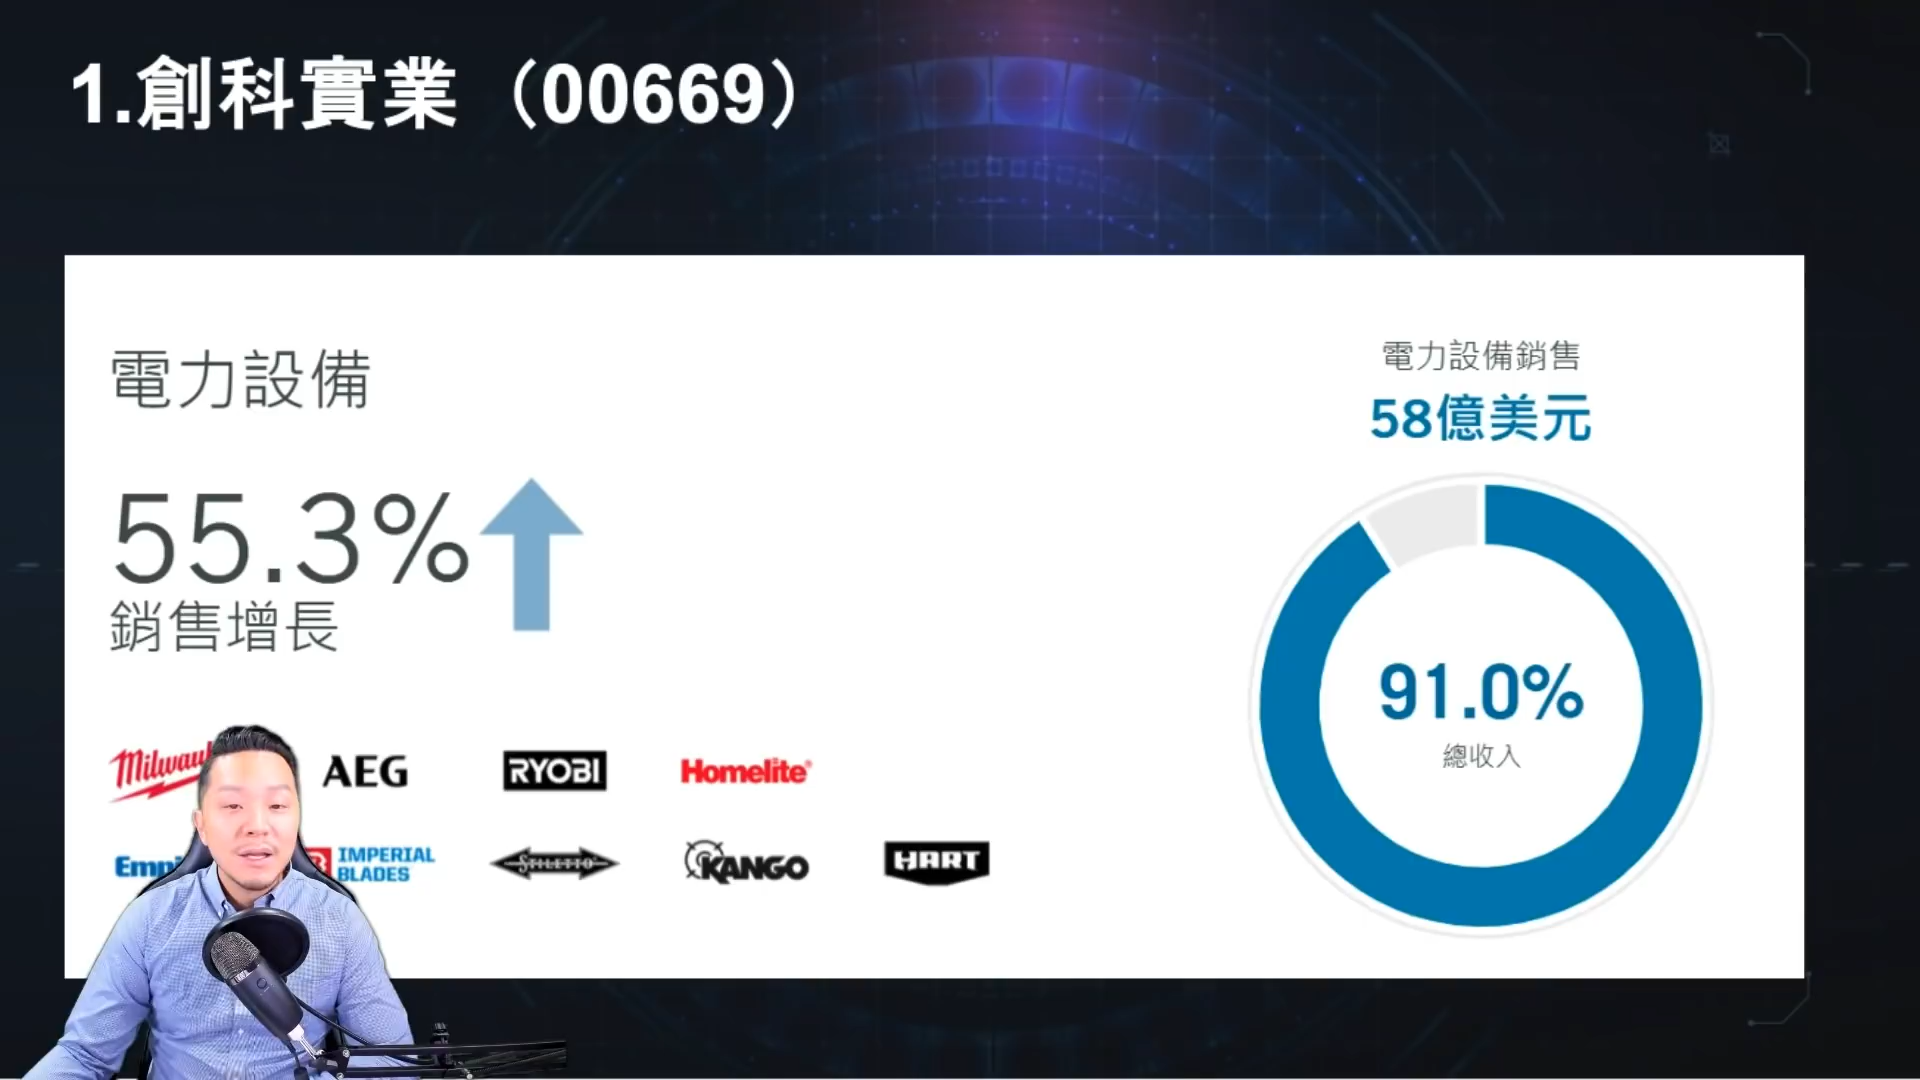 1.創科實業（00669）
電力設備
55.3%
銷售增長
電力設備銷售
58億美元
91.0%
總收入
AEG
RYOBI
Homelite®
IMPERIAL BLADES
STILETTO
KANGO
HART